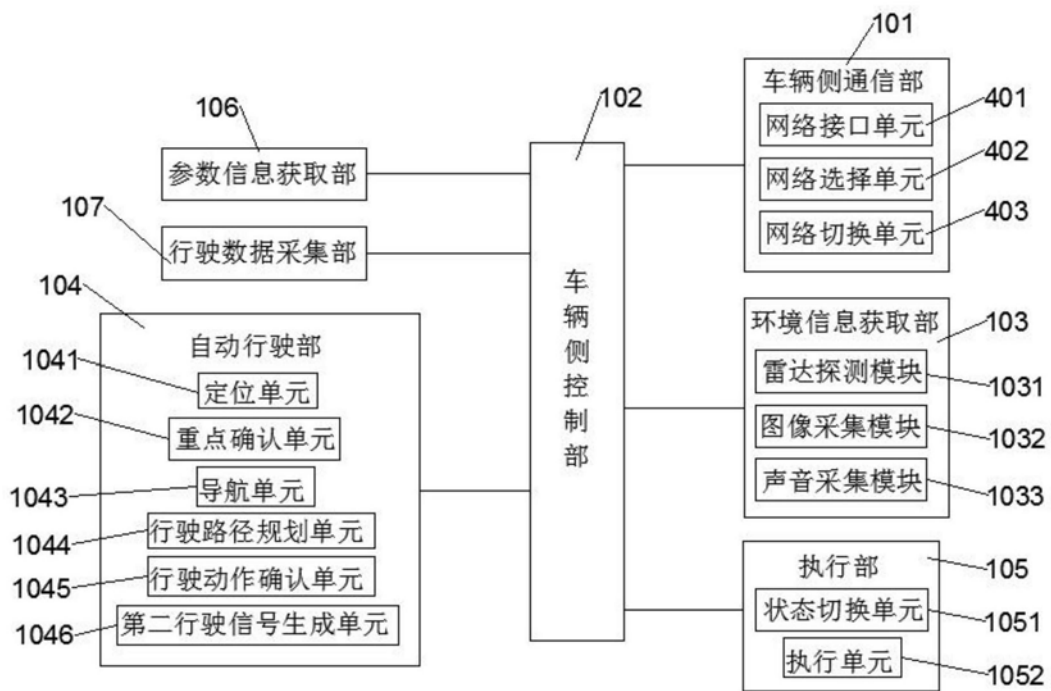 106
参数信息获取部
107
行驶数据采集部
104
自动行驶部
1041
定位单元
1042
重点确认单元
1043
导航单元
1044
行驶路径规划单元
1045
行驶动作确认单元
1046
第二行驶信号生成单元
102
车辆侧控制部
101
车辆侧通信部
网络接口单元
401
网络选择单元
402
网络切换单元
403
环境信息获取部
103
雷达探测模块
1031
图像采集模块
1032
声音采集模块
1033
执行部
105
状态切换单元
1051
执行单元
1052